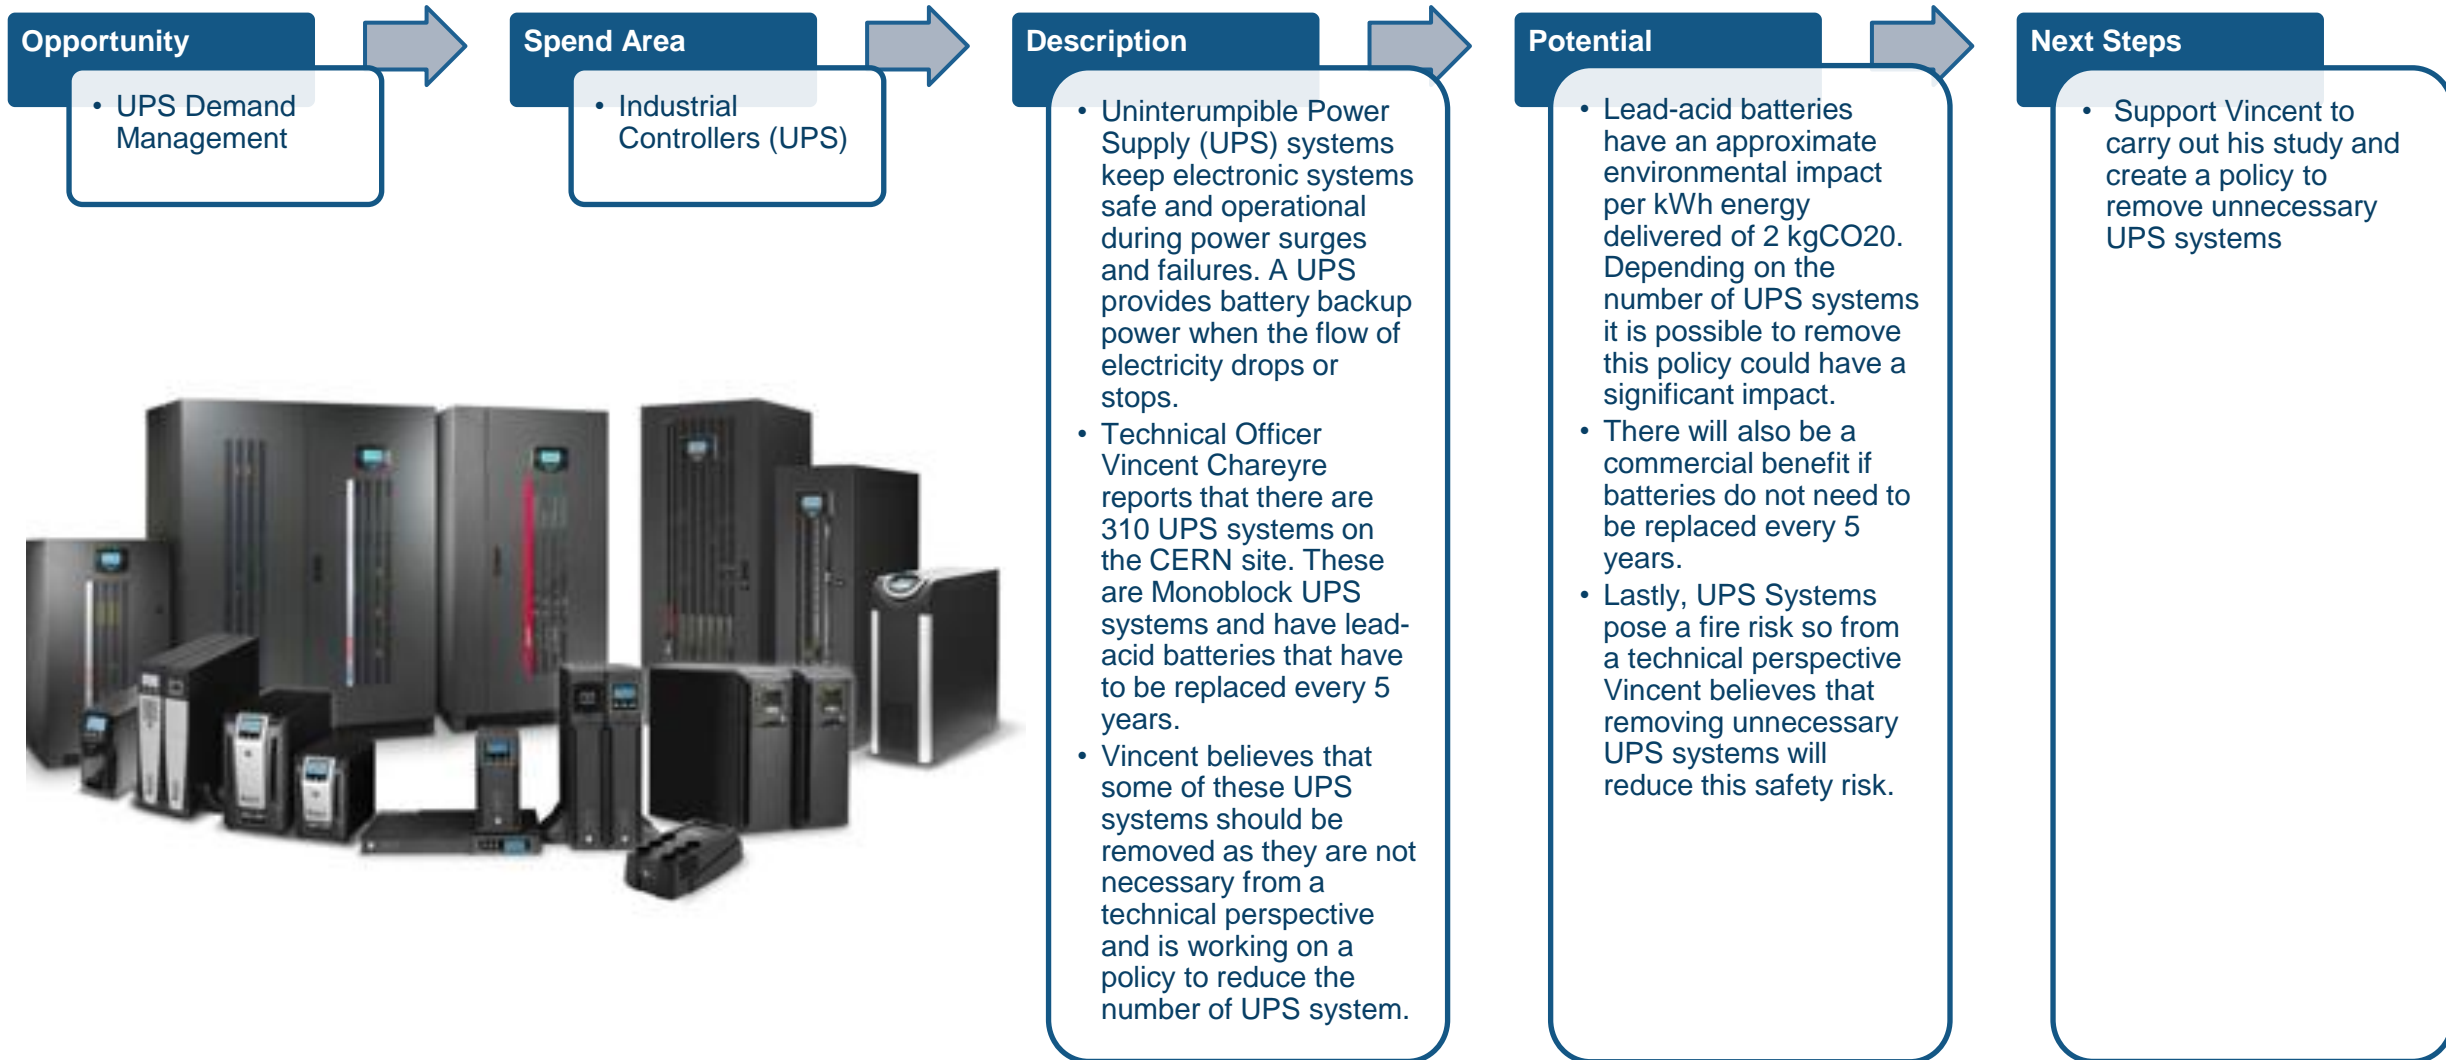 Opportunity
• UPS Demand
Management
Spend Area
• Industrial
Controllers (UPS)
Description
• Uninterumpible Power
Supply (UPS) systems
keep electronic systems
safe and operational
during power surges
and failures. A UPS
provides battery backup
power when the flow of
electricity drops or
stops.
• Technical Officer
Vincent Chareyre
reports that there are
310 UPS systems on
the CERN site. These
are Monoblock UPS
systems and have lead-
acid batteries that have
to be replaced every 5
years.
• Vincent believes that
some of these UPS
systems should be
removed as they are not
necessary from a
technical perspective
and is working on a
policy to reduce the
number of UPS system.
Potential
• Lead-acid batteries
have an approximate
environmental impact
per kWh energy
delivered of 2 kgCO20.
Depending on the
number of UPS systems
it is possible to remove
this policy could have a
significant impact.
• There will also be a
commercial benefit if
batteries do not need to
be replaced every 5
years.
• Lastly, UPS Systems
pose a fire risk so from
a technical perspective
Vincent believes that
removing unnecessary
UPS systems will
reduce this safety risk.
Next Steps
• Support Vincent to
carry out his study and
create a policy to
remove unnecessary
UPS systems